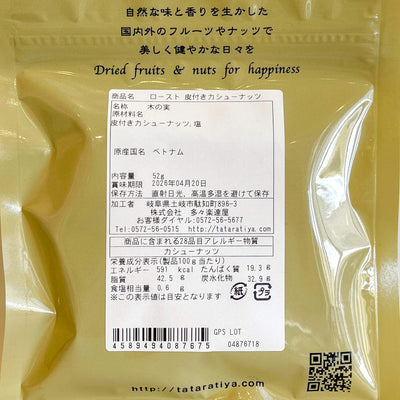 自然な味と香りを生かした
国内外のフルーツやナッツで
美しく健やかな日々を
Dried fruits & nuts for happiness
商品名 ロースト 皮付きカシューナッツ
名称 木の実
原材料名
皮付きカシューナッツ, 塩
原産国名 ベトナム
内容量 52g
賞味期限 2026年04月20日
保存方法 直射日光、高温多湿を避けて保存
加工者 岐阜県土岐市駄知町896-3
株式会社 多々楽達屋
お客様ダイヤル:0572-56-5677
Tel:0572-56-0515 http://tataratiya.com
商品に含まれる28品目アレルギー物質
カシューナッツ
栄養成分表示(製品100g当たり)
エネルギー 591 kcal たんぱく質 19.3 g
脂質 42.5 g 炭水化物 32.9 g
食塩相当量 0.6 g
※この表示値は目安となります
紙 プラ
GPS LOT
4589494087675 04876718
http://tataratiya.com